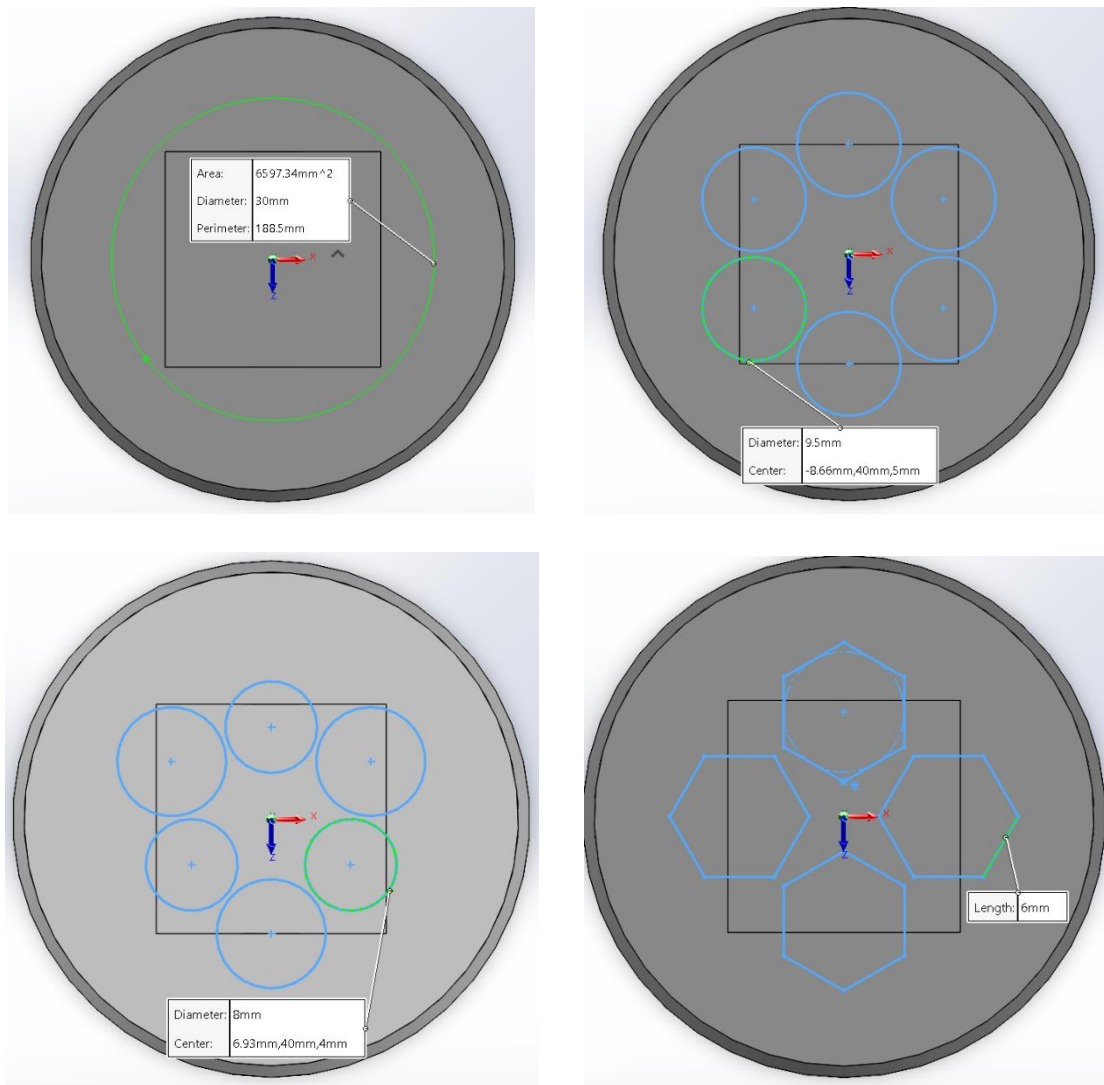 Area: 6597.34mm^2
Diameter: 30mm
Perimeter: 188.5mm
X
Z
X
Z
Diameter: 9.5mm
Center: -8.66mm,40mm,5mm
X
Z
Diameter: 8mm
Center: 6.93mm,40mm,4mm
X
Z
Length: 6mm